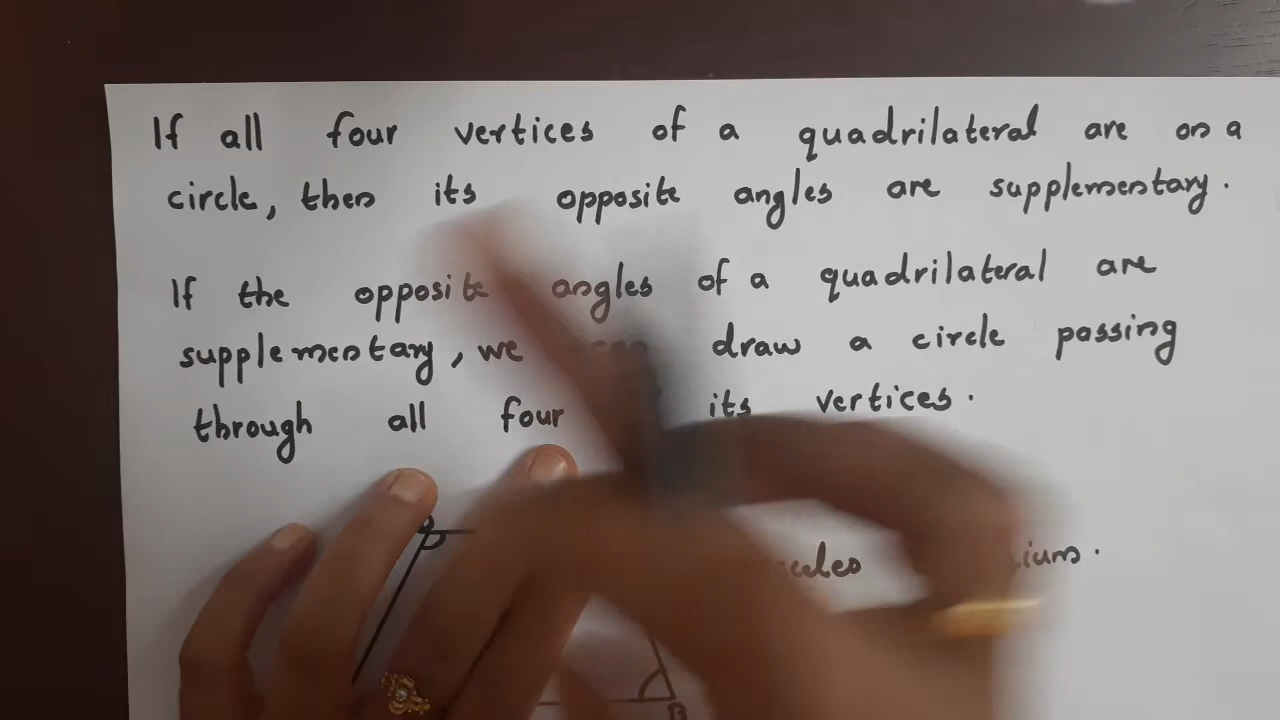 If all four vertices of a quadrilateral are on a
circle, then its opposite angles are supplementary.
If the opposite angles of a quadrilateral are
supplementary, we can draw a circle passing
through all four its vertices.
B